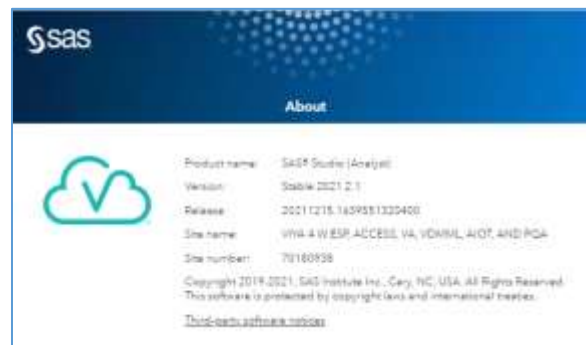 sas
About
Product name: SAS® Studio (Analyst)
Version: Stable 2021.2.1
Release: 20211215.1639551320400
Site name: VIYA 4 W ESP, ACCESS, VA, VDMML, AIOT, AND PQA
Site number: 70180938
Copyright 2019-2021, SAS Institute Inc., Cary, NC, USA. All Rights Reserved.
This software is protected by copyright laws and international treaties.
Third-party software notices